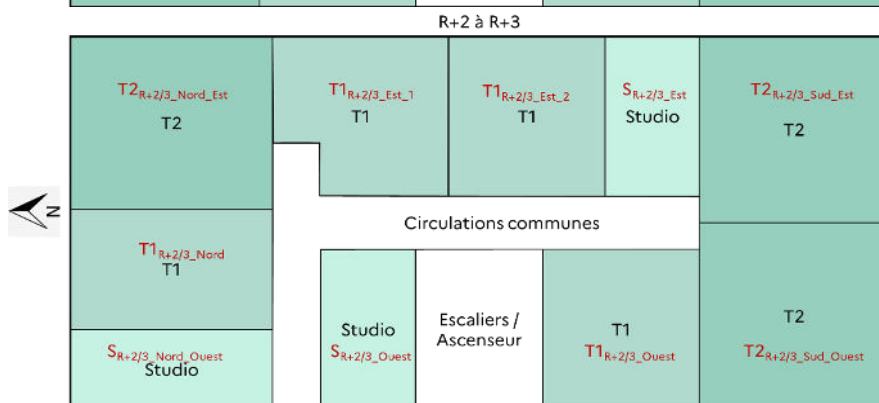 R+2 à R+3
T2R+2/3_Nord_Est
T2
T1R+2/3_Est_1
T1
T1R+2/3_Est_2
T1
SR+2/3_Est
Studio
T2R+2/3_Sud_Est
T2
N
Circulations communes
T1R+2/3_Nord
T1
SR+2/3_Nord_Ouest
Studio
Studio
SR+2/3_Ouest
Escaliers /
Ascenseur
T1
T1R+2/3_Ouest
T2
T2R+2/3_Sud_Ouest